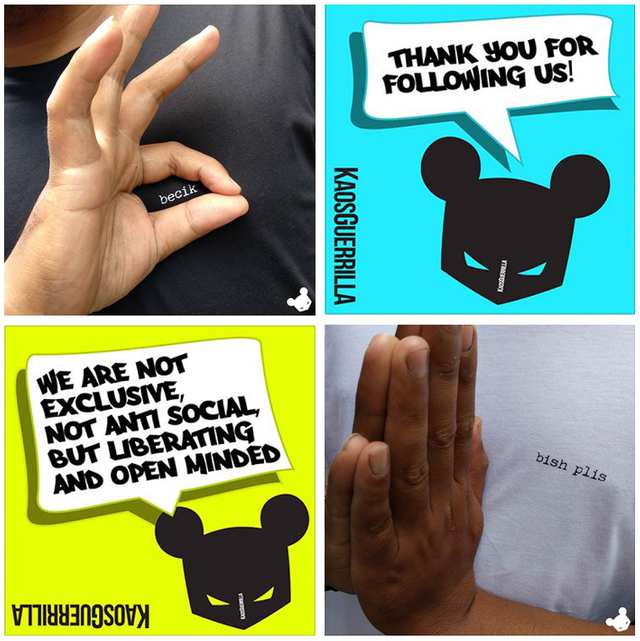 becik
THANK YOU FOR
FOLLOWING US!
KAOSGUERRILLA
KAOSGUERRILLA
WE ARE NOT
EXCLUSIVE,
NOT ANTI SOCIAL,
BUT LIBERATING
AND OPEN MINDED
KAOSGUERRILLA
bish plis